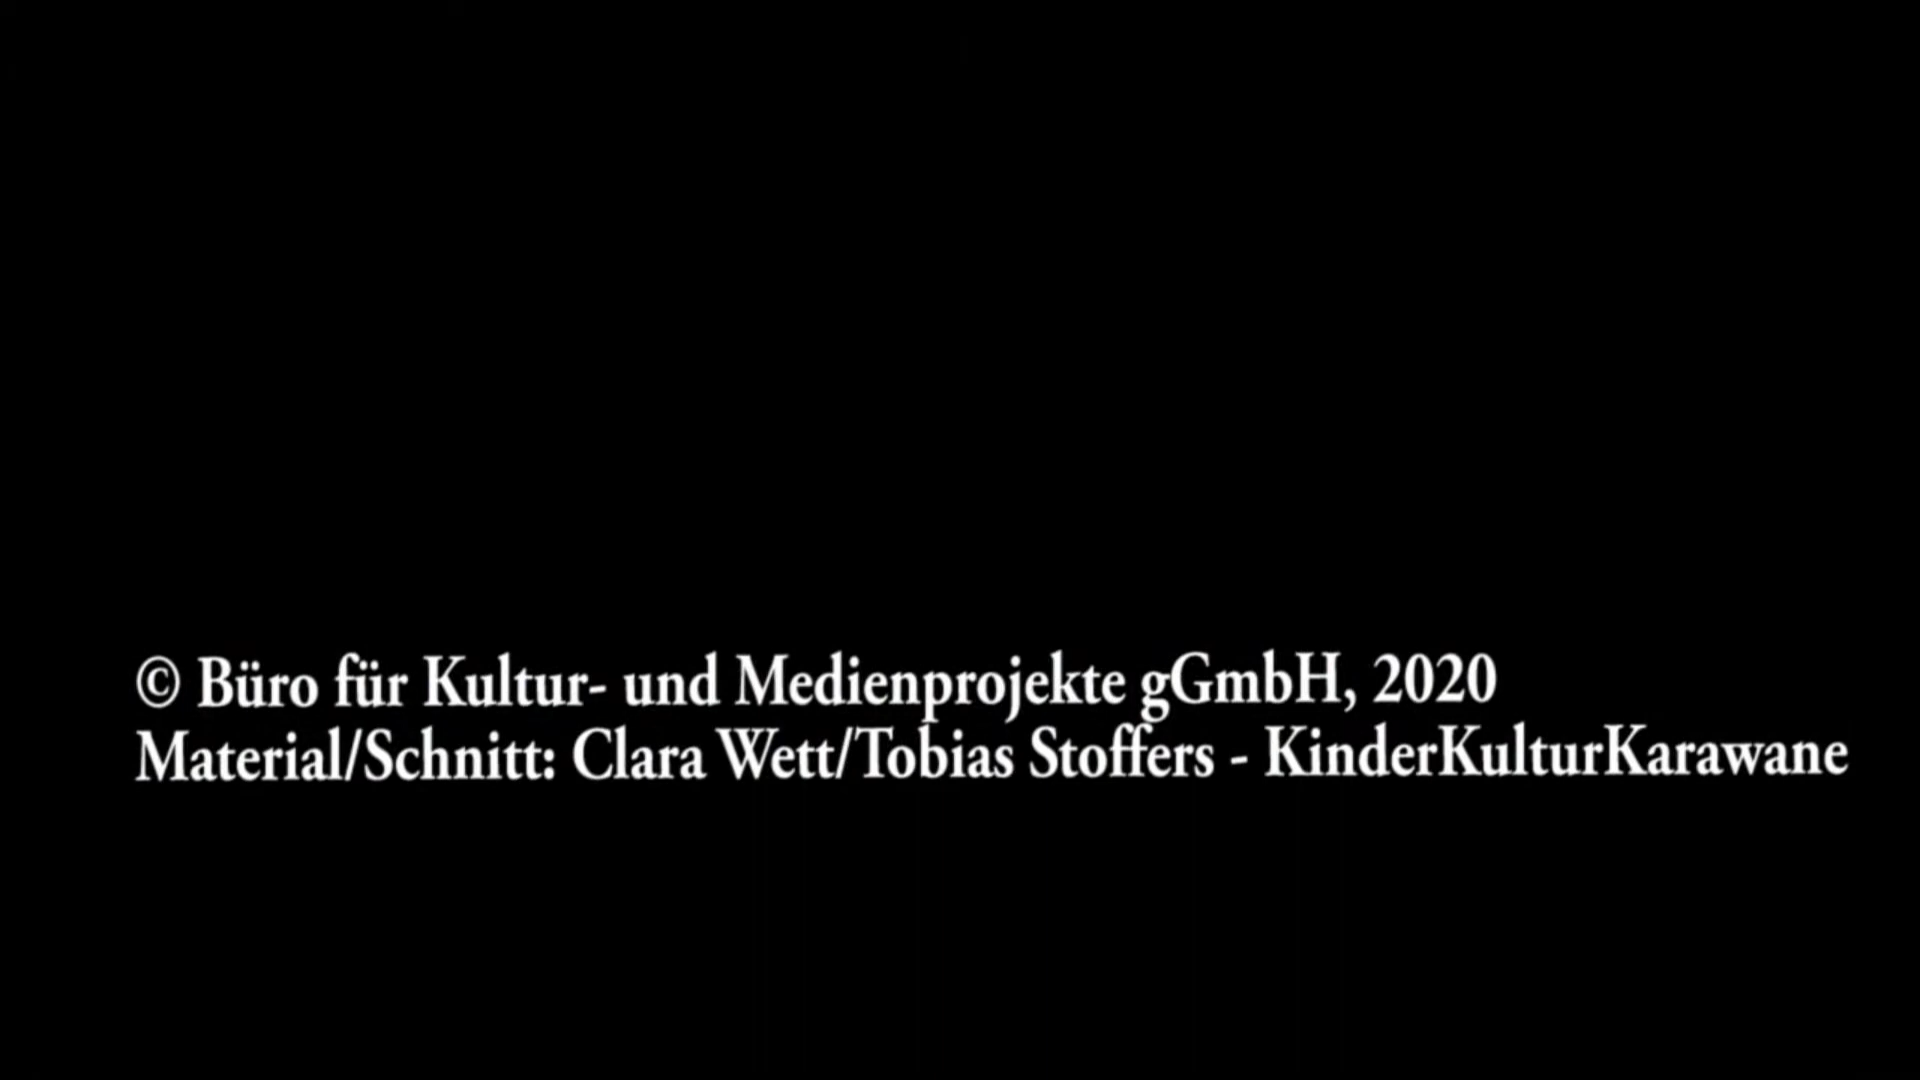 © Büro für Kultur- und Medienprojekte gGmbH, 2020
Material/Schnitt: Clara Wett/Tobias Stoffers - KinderKulturKarawane